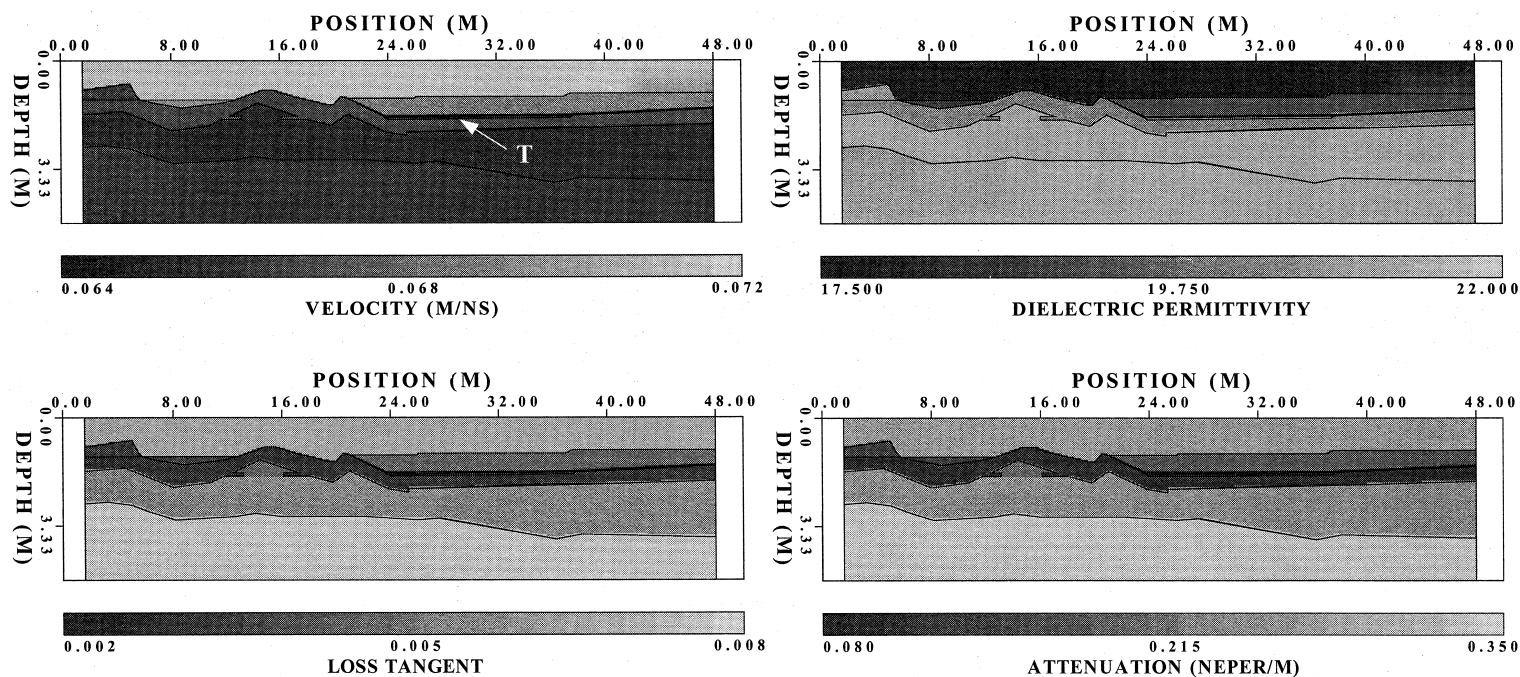 POSITION (M)
0.00 8.00 16.00 24.00 32.00 40.00 48.00
0.00
DEPTH (M)
3.33
T
0.064 0.068 0.072
VELOCITY (M/NS)
POSITION (M)
0.00 8.00 16.00 24.00 32.00 40.00 48.00
0.00
DEPTH (M)
3.33
17.500 19.750 22.000
DIELECTRIC PERMITTIVITY
POSITION (M)
0.00 8.00 16.00 24.00 32.00 40.00 48.00
0.00
DEPTH (M)
3.33
0.002 0.005 0.008
LOSS TANGENT
POSITION (M)
0.00 8.00 16.00 24.00 32.00 40.00 48.00
0.00
DEPTH (M)
3.33
0.080 0.215 0.350
ATTENUATION (NEPER/M)